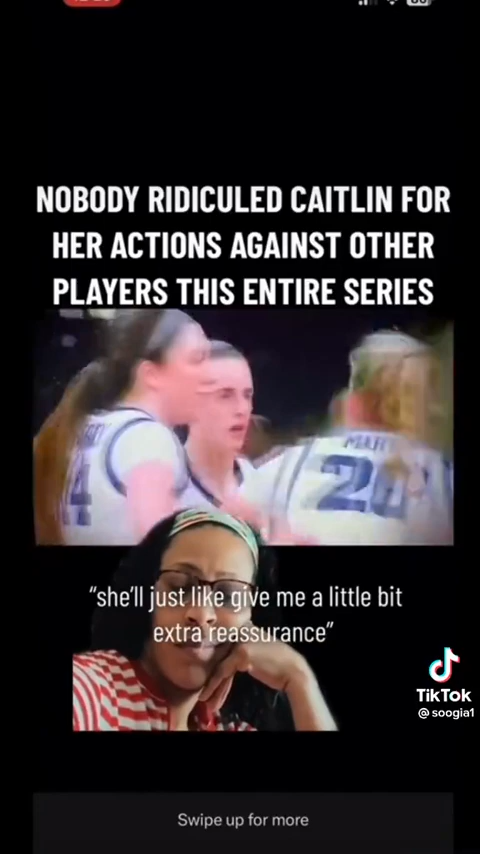 NOBODY RIDICULED CAITLIN FOR
HER ACTIONS AGAINST OTHER
PLAYERS THIS ENTIRE SERIES
20
"she'll just like give me a little bit
extra reassurance"
TikTok
@soogia1
Swipe up for more